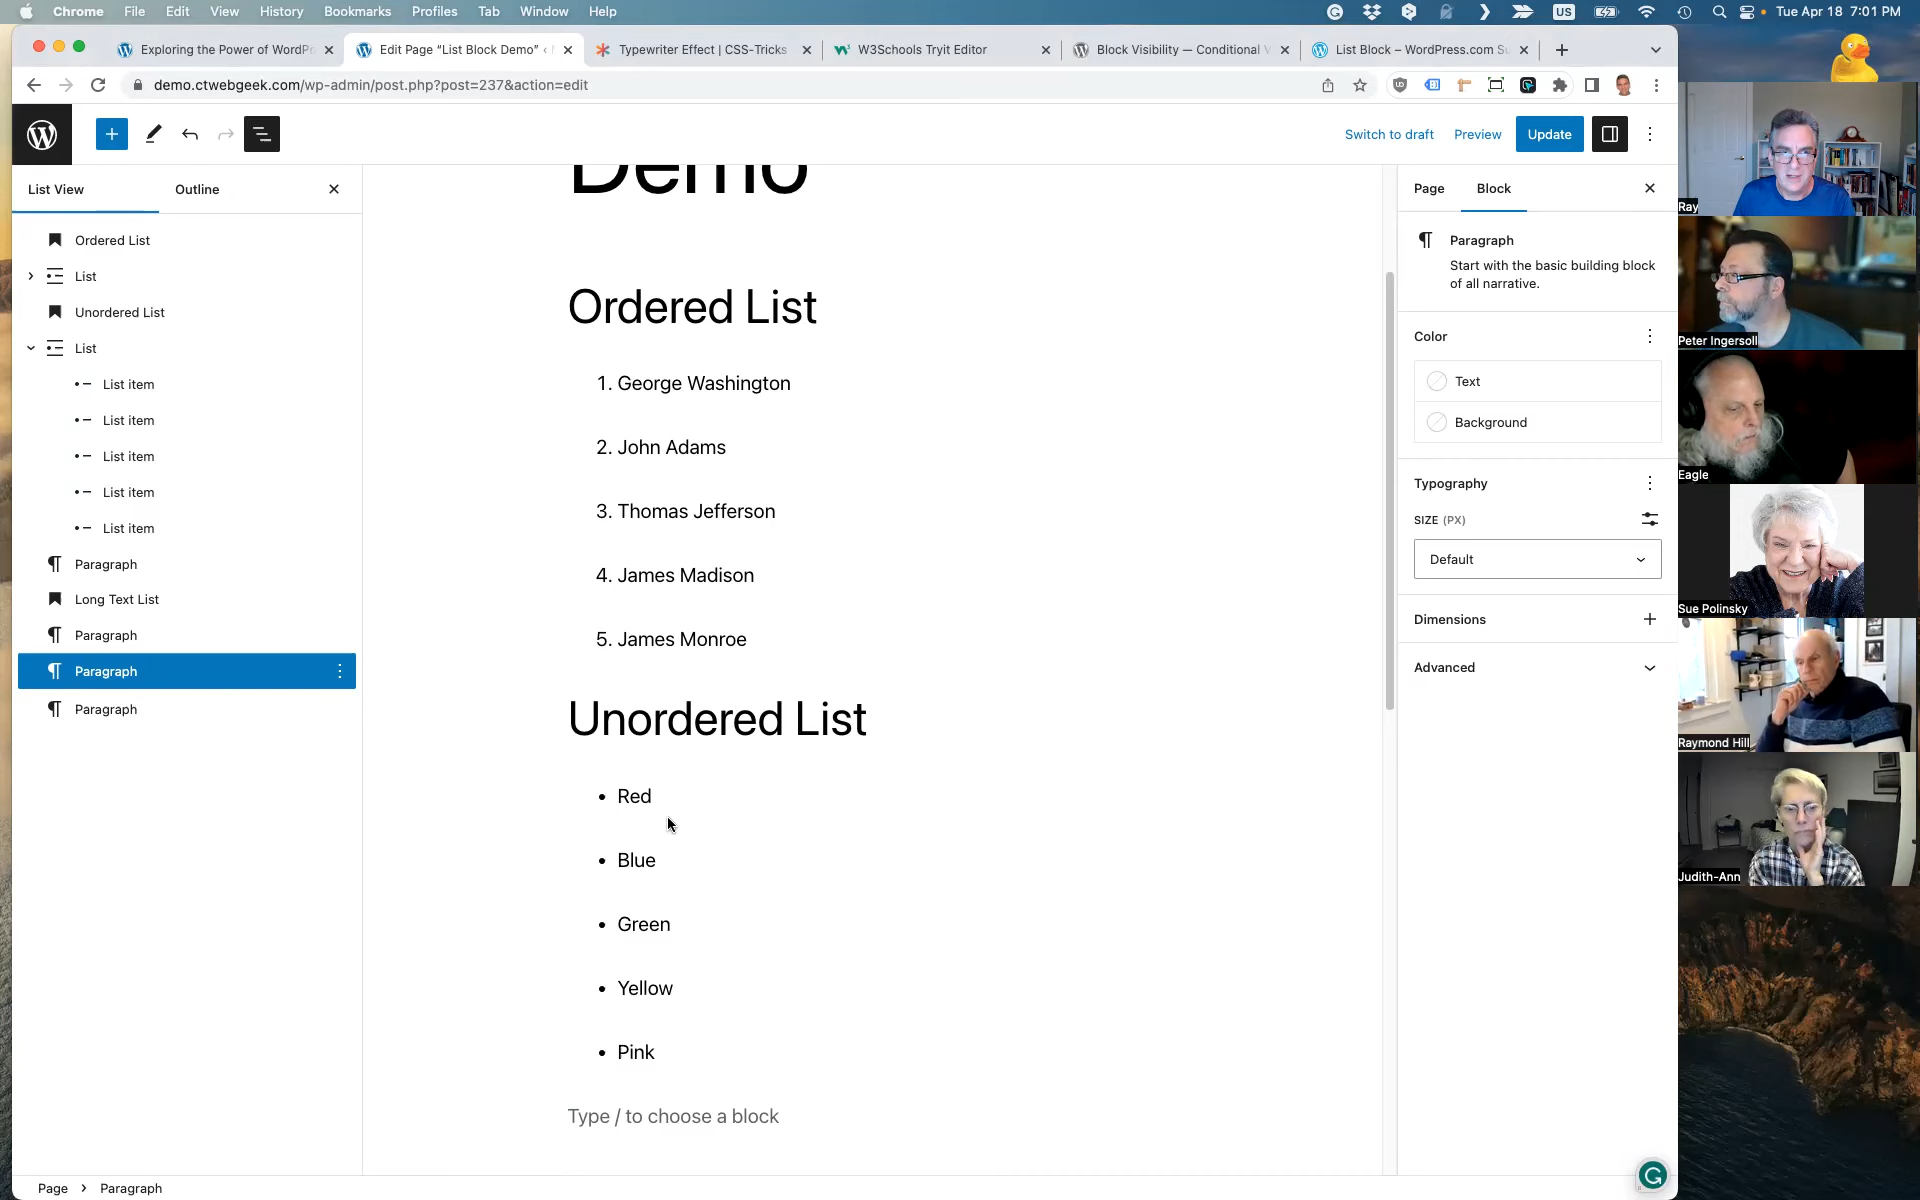 Chrome File Edit View History Bookmarks Profiles Tab Window Help US Tue Apr 18 7:01 PM
Exploring the Power of WordP
Edit Page “List Block Demo” ‹
Typewriter Effect | CSS-Tricks
W3Schools Tryit Editor
Block Visibility — Conditional V
List Block – WordPress.com Su
demo.ctwebgeek.com/wp-admin/post.php?post=237&action=edit
Switch to draft Preview Update
List View Outline
Ordered List
List
Unordered List
List
List item
List item
List item
List item
List item
Paragraph
Long Text List
Paragraph
Paragraph
Paragraph
Demo
Ordered List
1. George Washington
2. John Adams
3. Thomas Jefferson
4. James Madison
5. James Monroe
Unordered List
• Red
• Blue
• Green
• Yellow
• Pink
Type / to choose a block
Page Block
Paragraph
Start with the basic building block
of all narrative.
Color
Text
Background
Typography
SIZE (PX)
Default
Dimensions
Advanced
Page › Paragraph
Ray
Peter Ingersoll
Eagle
Sue Polinsky
Raymond Hill
Judith-Ann